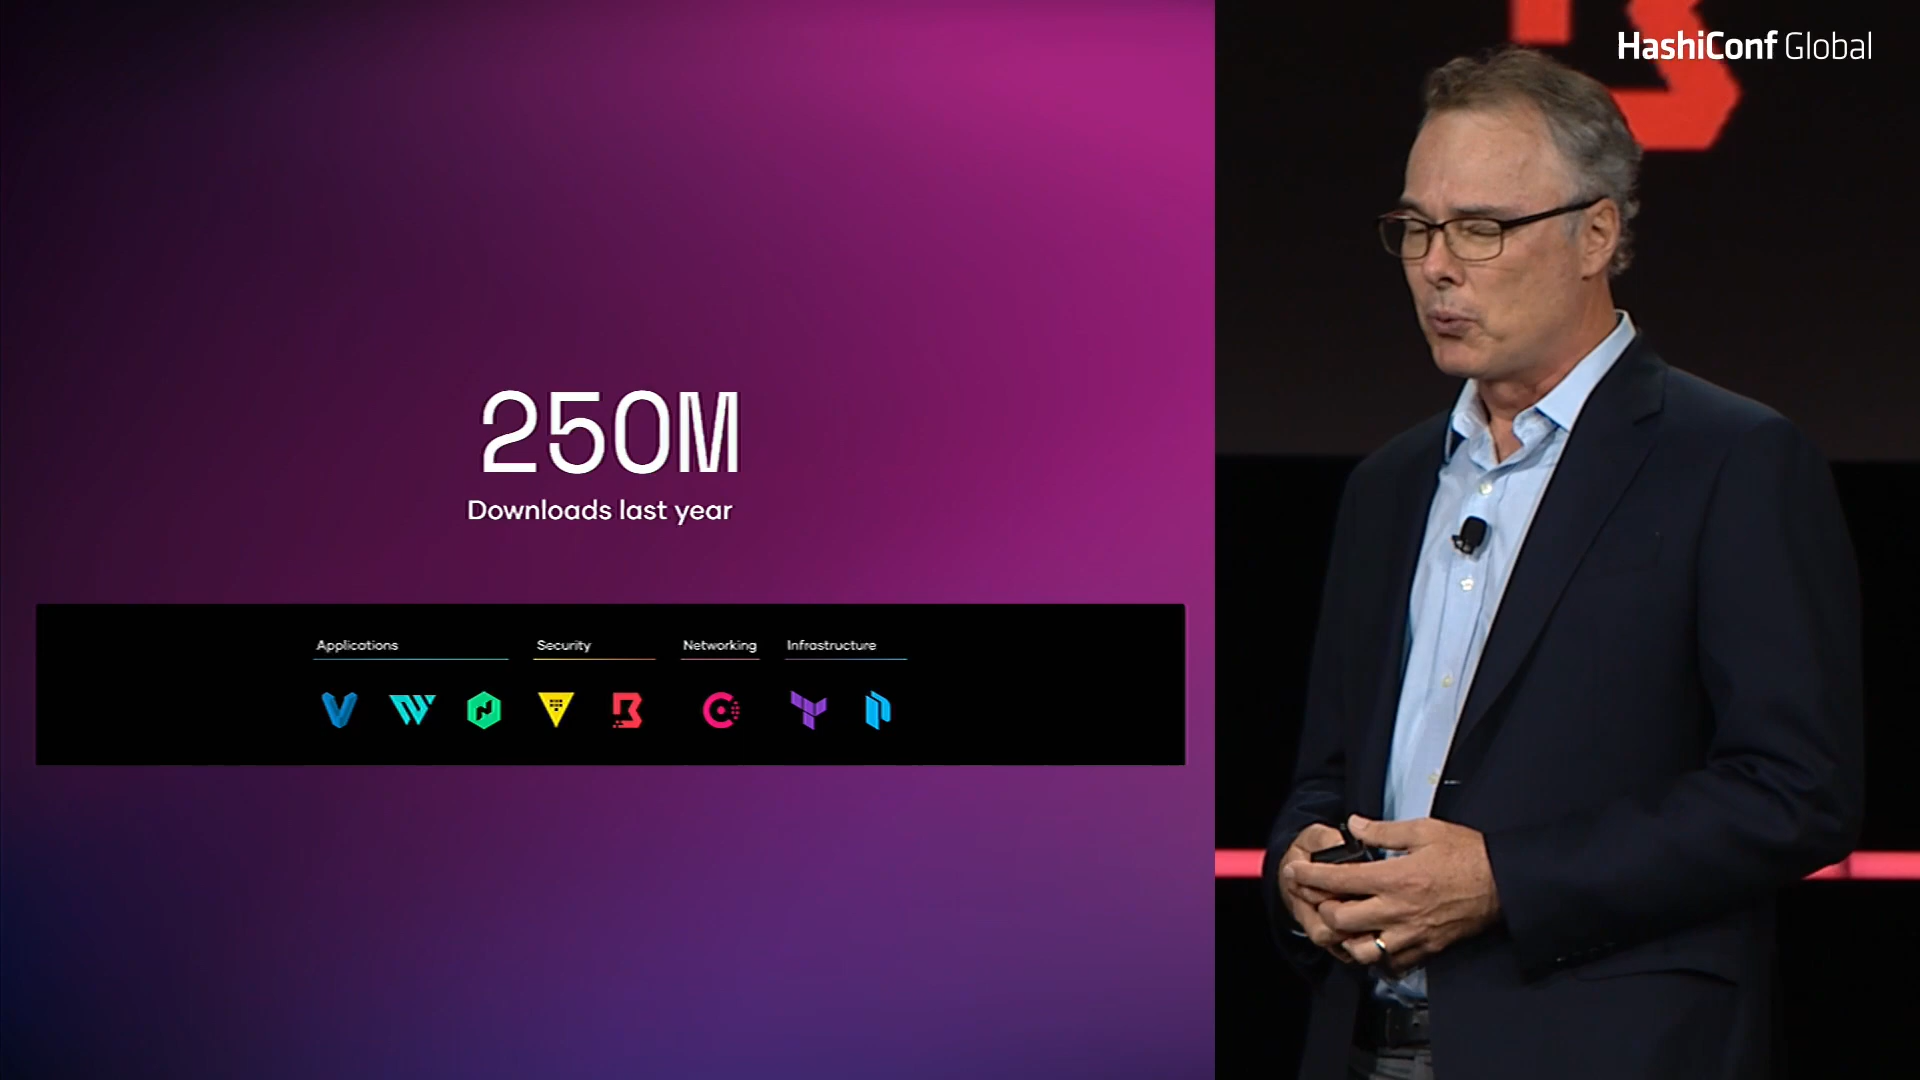 HashiConf Global
250M
Downloads last year
Applications
Security
Networking
Infrastructure